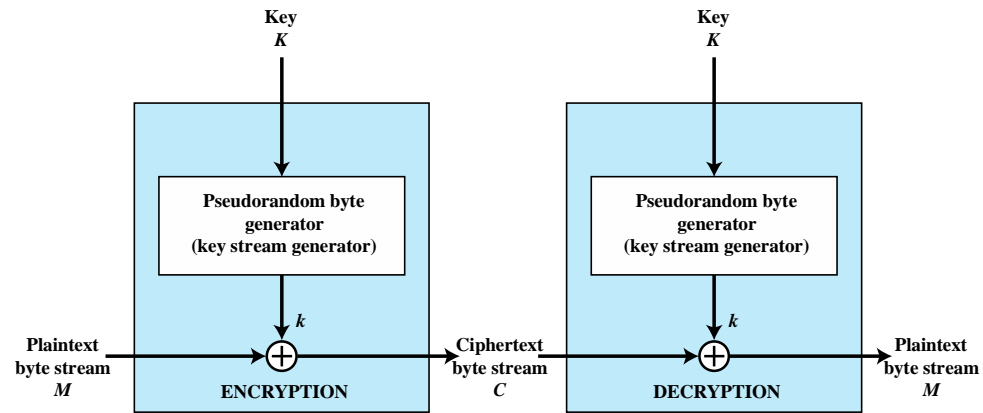 Key
K
Pseudorandom byte
generator
(key stream generator)
k
Plaintext
byte stream
M
ENCRYPTION
Ciphertext
byte stream
C
Key
K
Pseudorandom byte
generator
(key stream generator)
k
DECRYPTION
Plaintext
byte stream
M